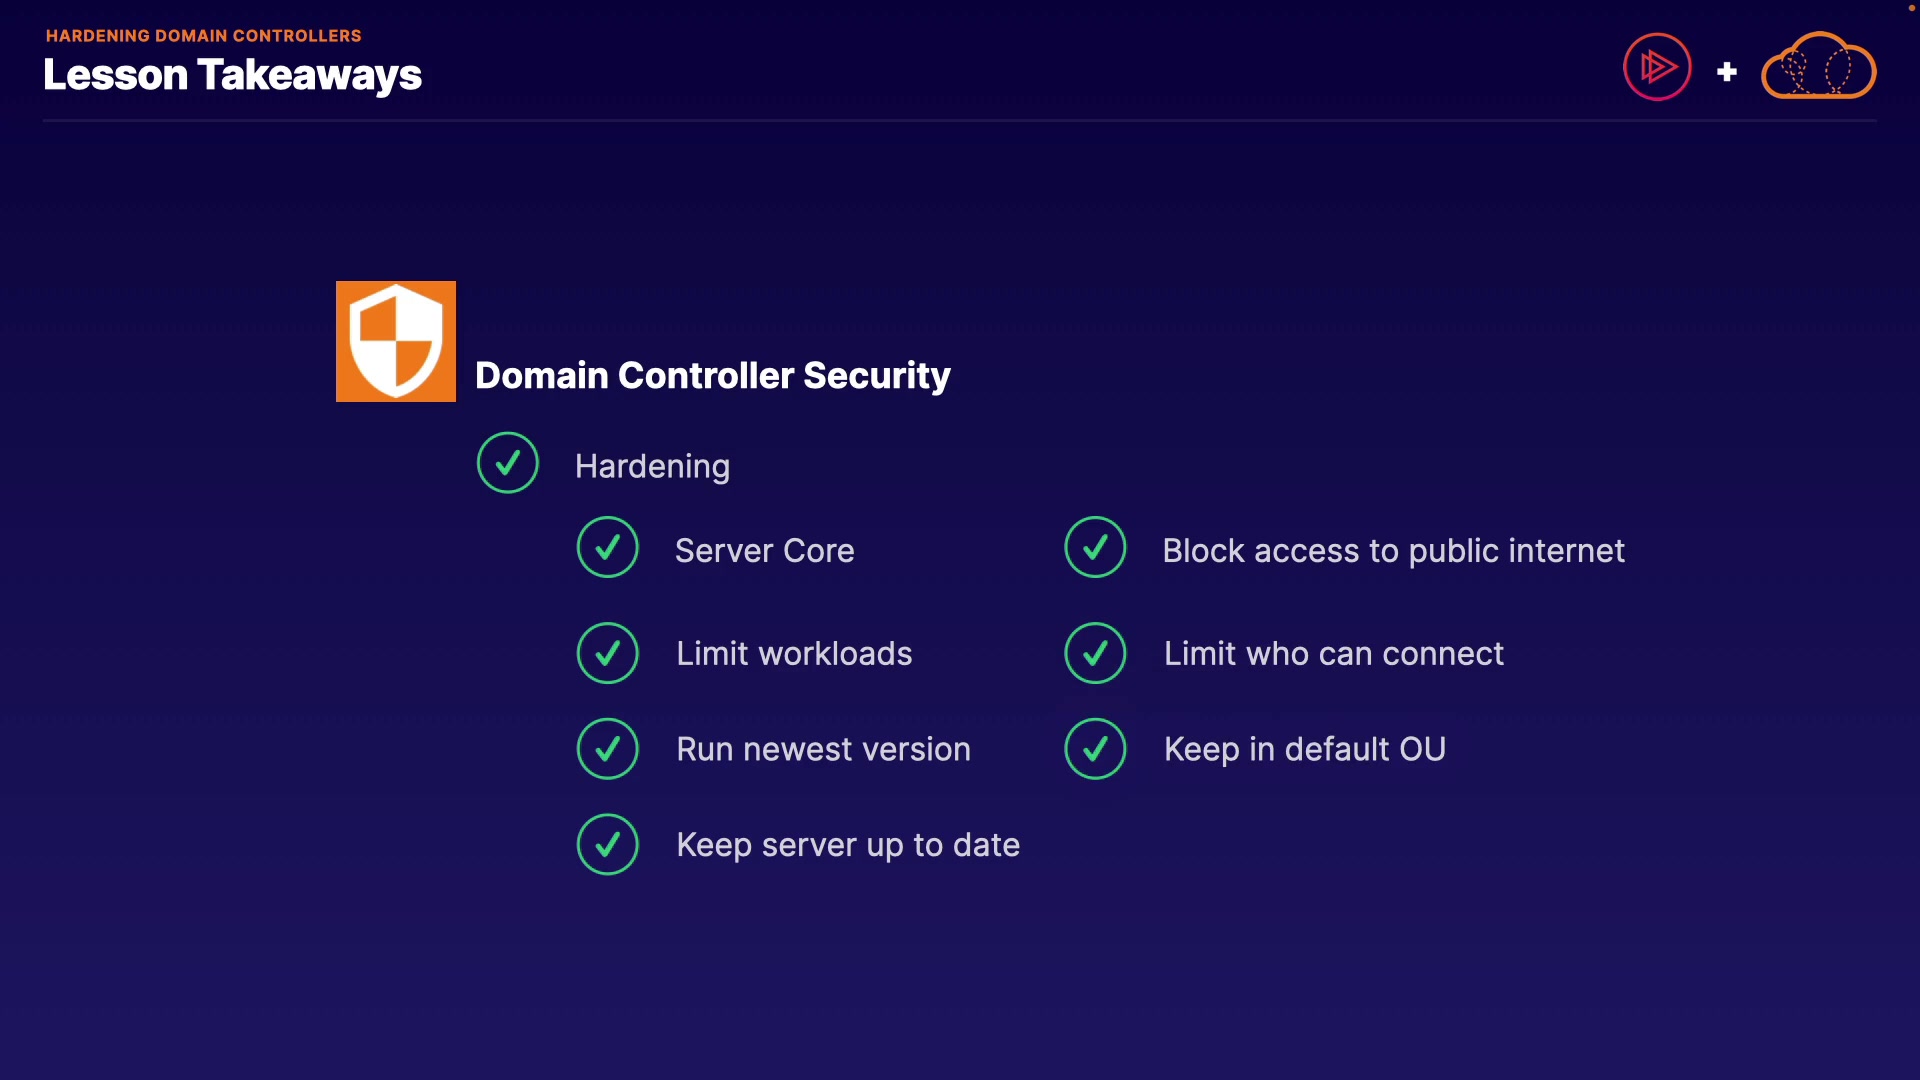 HARDENING DOMAIN CONTROLLERS
Lesson Takeaways
Domain Controller Security
Hardening
Server Core
Block access to public internet
Limit workloads
Limit who can connect
Run newest version
Keep in default OU
Keep server up to date